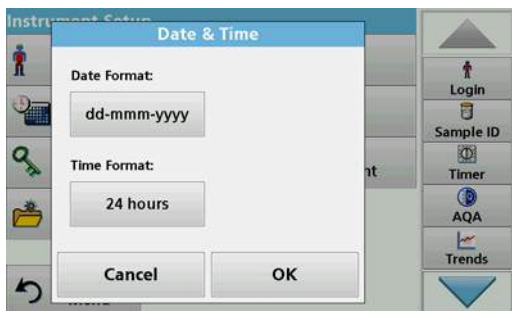 Date & Time
Date Format:
dd-mmm-yyyy
Time Format:
24 hours
Cancel
OK
Login
Sample ID
Timer
AQA
Trends